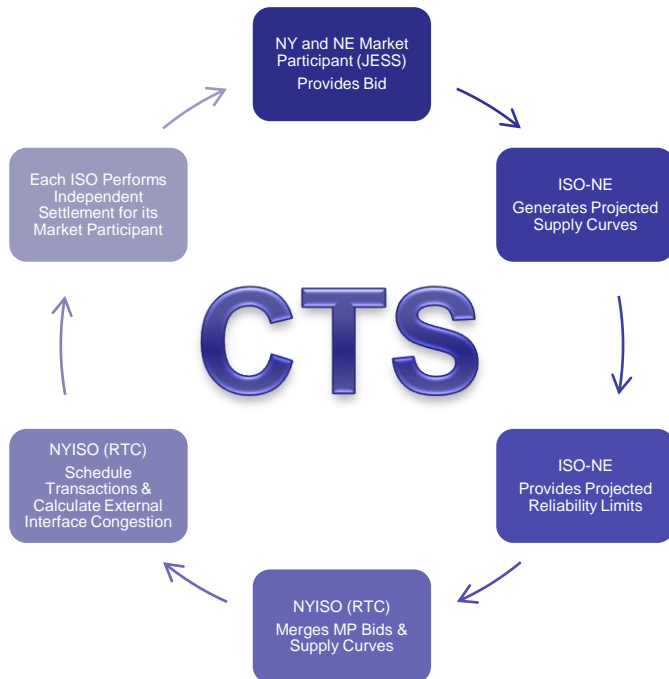 NY and NE Market
Participant (JESS)
Provides Bid
ISO-NE
Generates Projected
Supply Curves
ISO-NE
Provides Projected
Reliability Limits
NYISO (RTC)
Merges MP Bids &
Supply Curves
NYISO (RTC)
Schedule
Transactions &
Calculate External
Interface Congestion
Each ISO Performs
Independent
Settlement for its
Market Participant
CTS